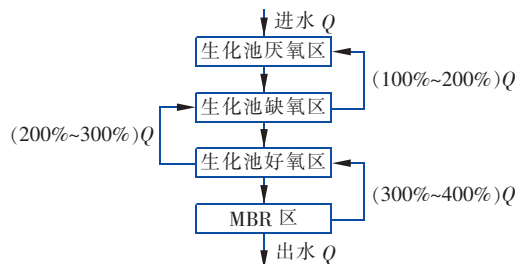 进水 Q
生化池厌氧区
(100%~200%)Q
生化池缺氧区
(200%~300%)Q
生化池好氧区
(300%~400%)Q
MBR 区
出水 Q